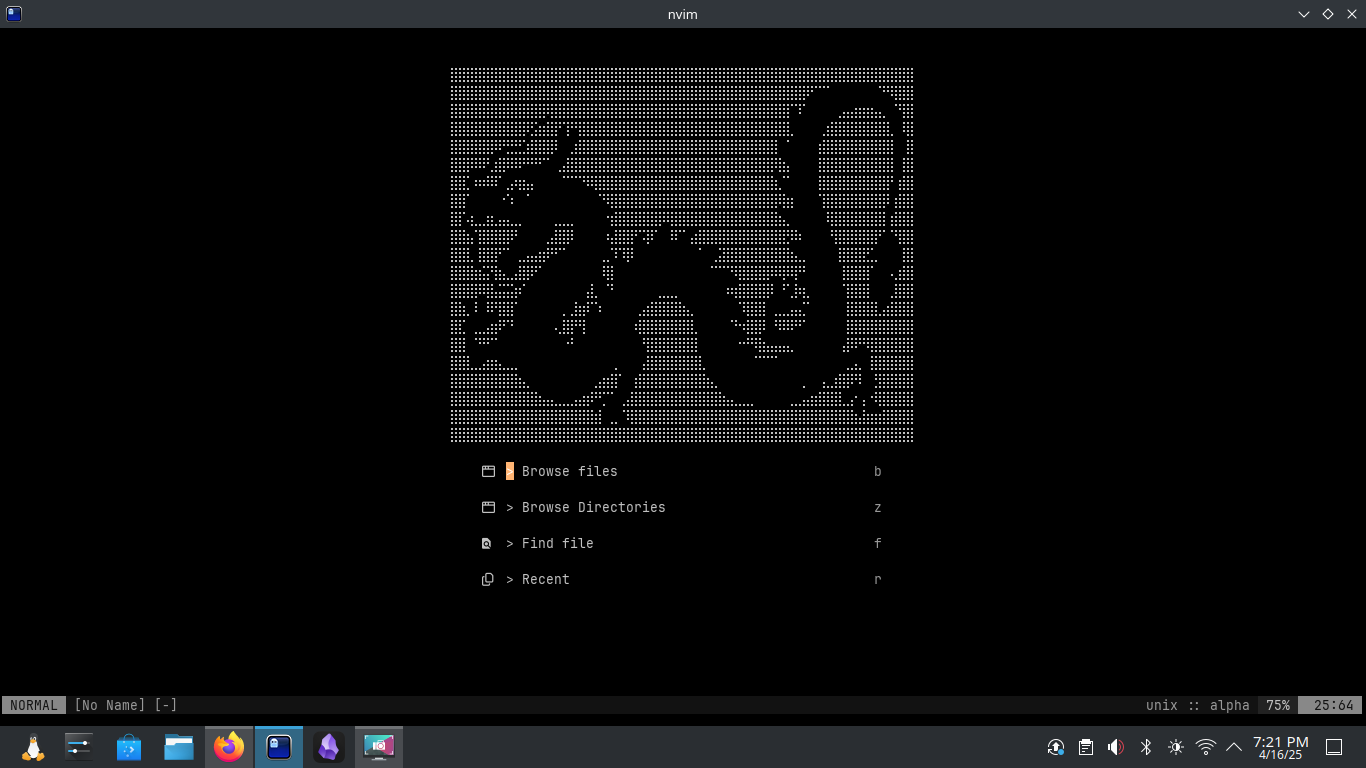 nvim
> Browse files b
> Browse Directories z
> Find file f
> Recent r
NORMAL [No Name] [-] unix :: alpha 75% 25:64
7:21 PM
4/16/25